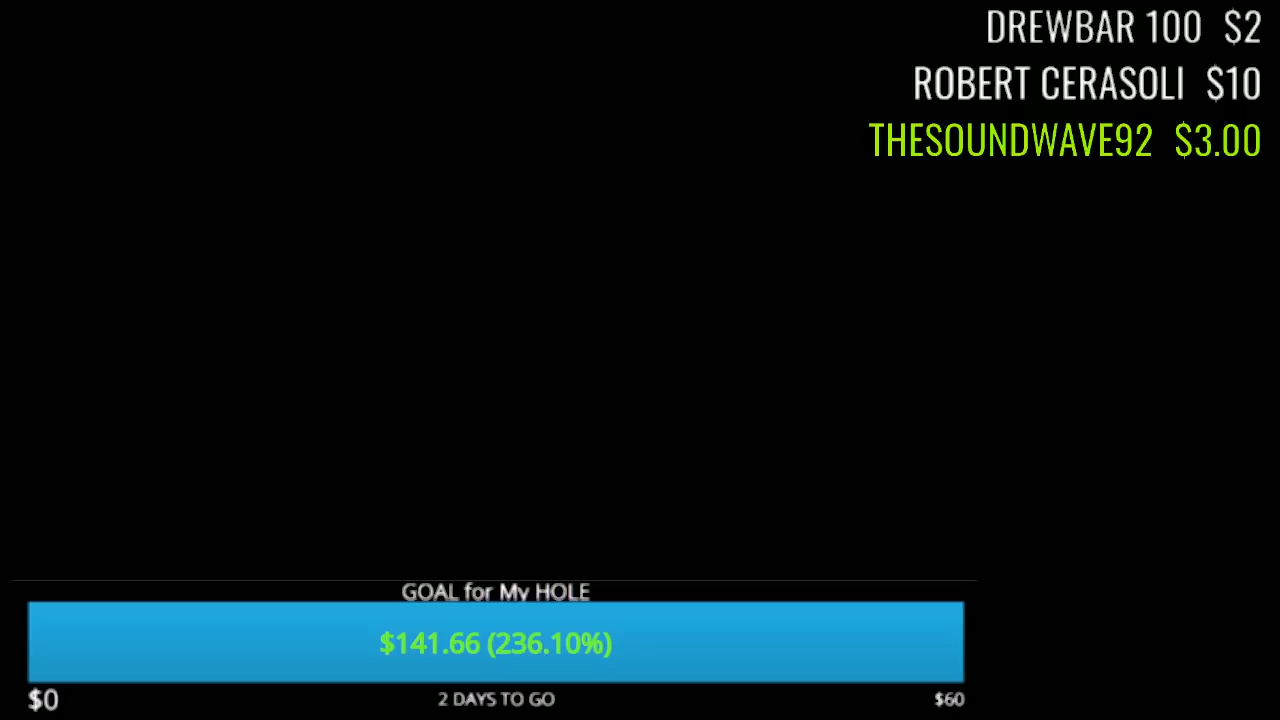 DREWBAR 100 $2
ROBERT CERASOLI $10
THESOUNDWAVE92 $3.00
GOAL for My HOLE
$141.66 (236.10%)
$0 2 DAYS TO GO $60